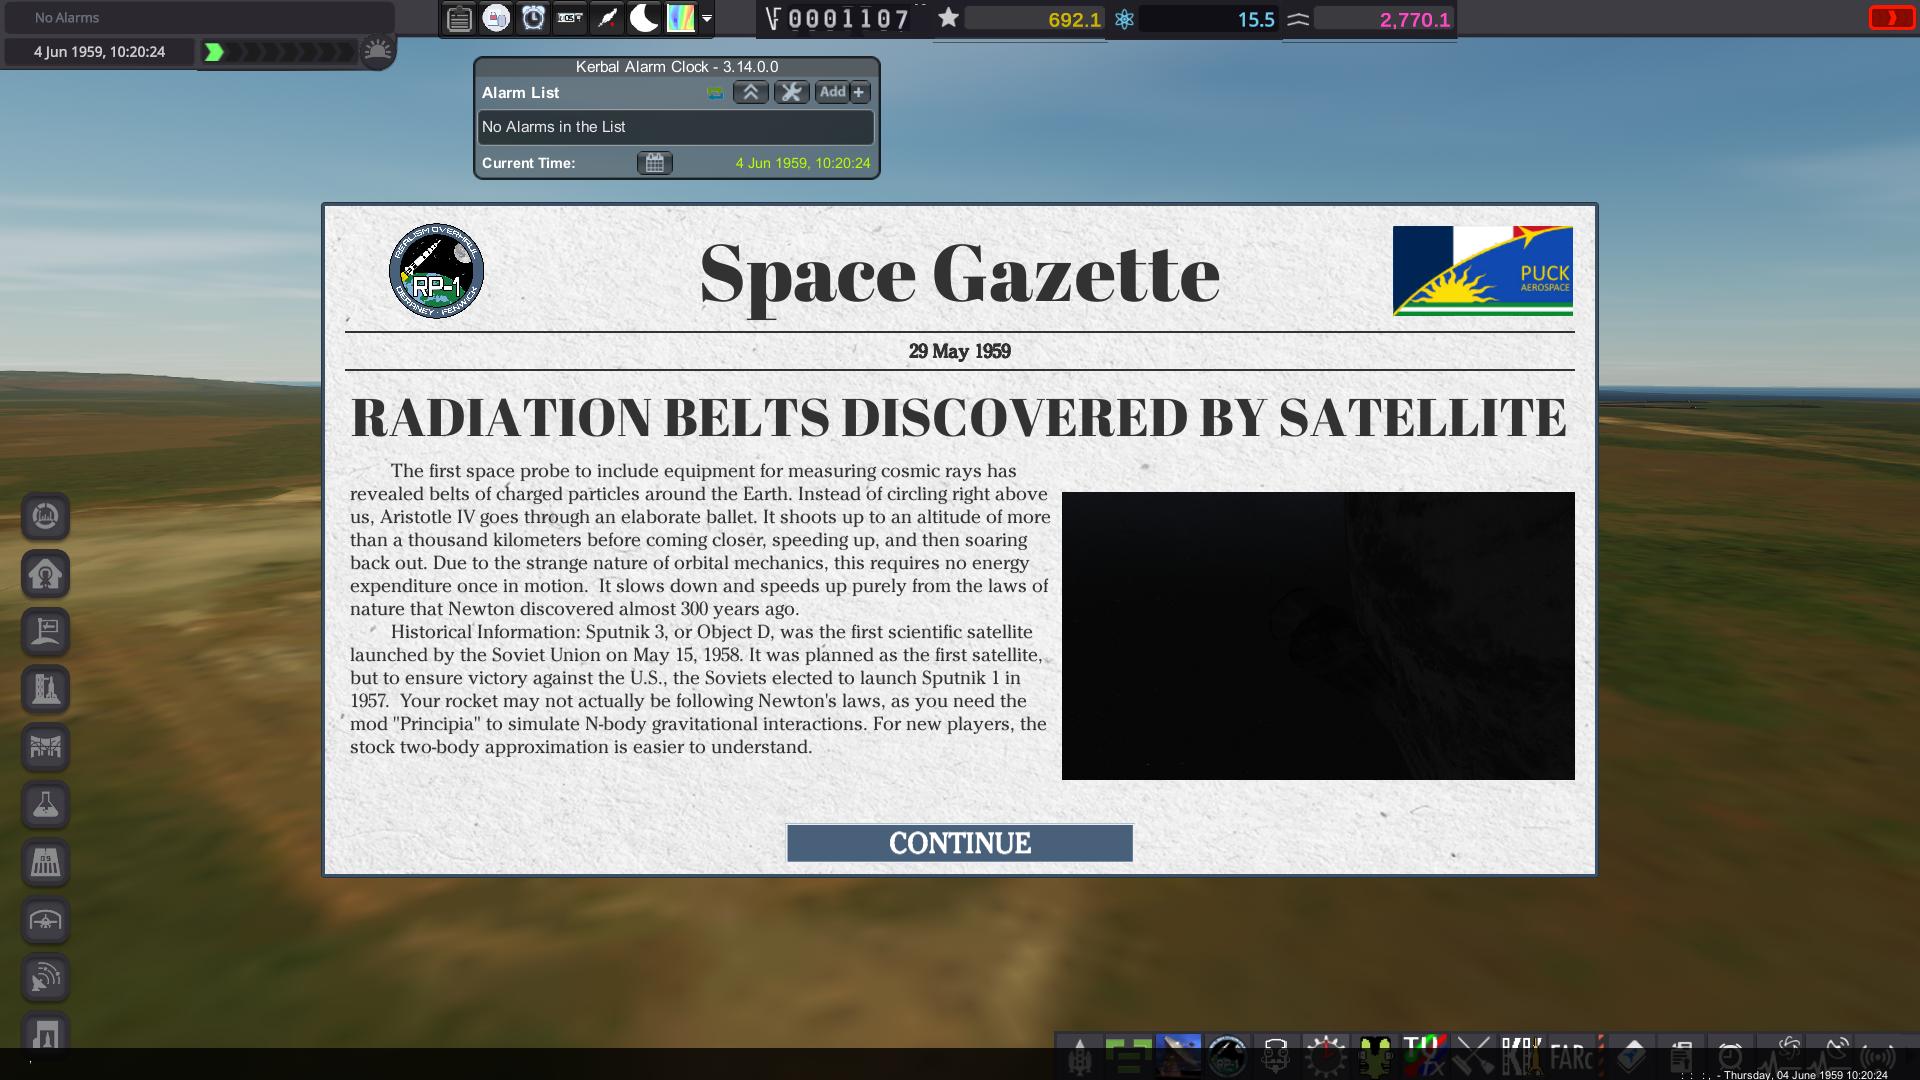 No Alarms
0001107
692.1
15.5
2,770.1
4 Jun 1959, 10:20:24
Kerbal Alarm Clock - 3.14.0.0
Alarm List
Add +
No Alarms in the List
Current Time:
4 Jun 1959, 10:20:24
REALISM OVERHAUL
RP-1
Space Gazette
PUCK
AEROSPACE
29 May 1959
RADIATION BELTS DISCOVERED BY SATELLITE
The first space probe to include equipment for measuring cosmic rays has
revealed belts of charged particles around the Earth. Instead of circling right above
us, Aristotle IV goes through an elaborate ballet. It shoots up to an altitude of more
than a thousand kilometers before coming closer, speeding up, and then soaring
back out. Due to the strange nature of orbital mechanics, this requires no energy
expenditure once in motion.  It slows down and speeds up purely from the laws of
nature that Newton discovered almost 300 years ago.
Historical Information: Sputnik 3, or Object D, was the first scientific satellite
launched by the Soviet Union on May 15, 1958. It was planned as the first satellite,
but to ensure victory against the U.S., the Soviets elected to launch Sputnik 1 in
1957.  Your rocket may not actually be following Newton's laws, as you need the
mod "Principia" to simulate N-body gravitational interactions. For new players, the
stock two-body approximation is easier to understand.
CONTINUE
FARc
- Thursday, 04 June 1959 10:20:24